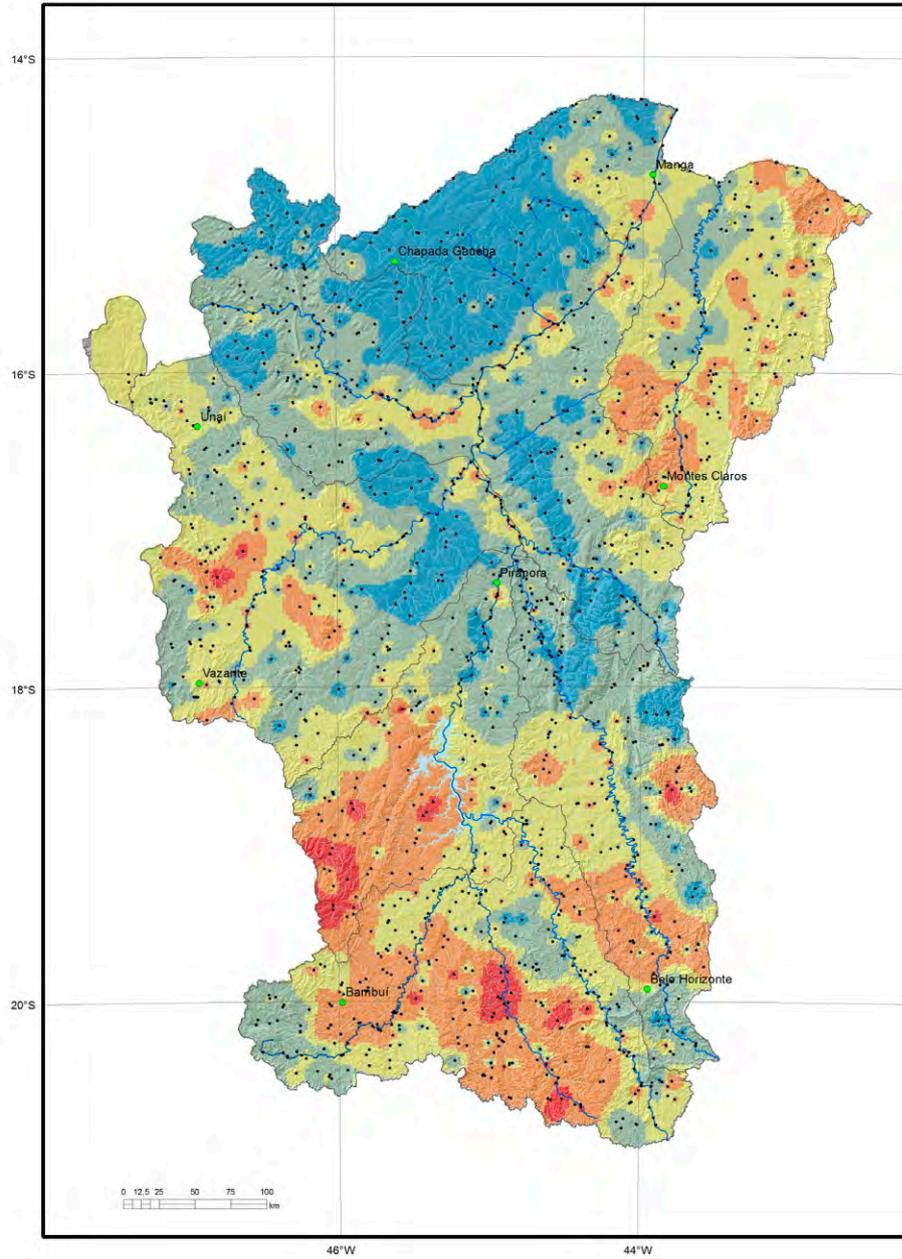 14°S
Manga
Chapada Gaúcha
16°S
Unaí
Montes Claros
Pirapora
Vazante
18°S
Belo Horizonte
20°S
Bambuí
0 12,5 25 50 75 100
km
46°W 44°W